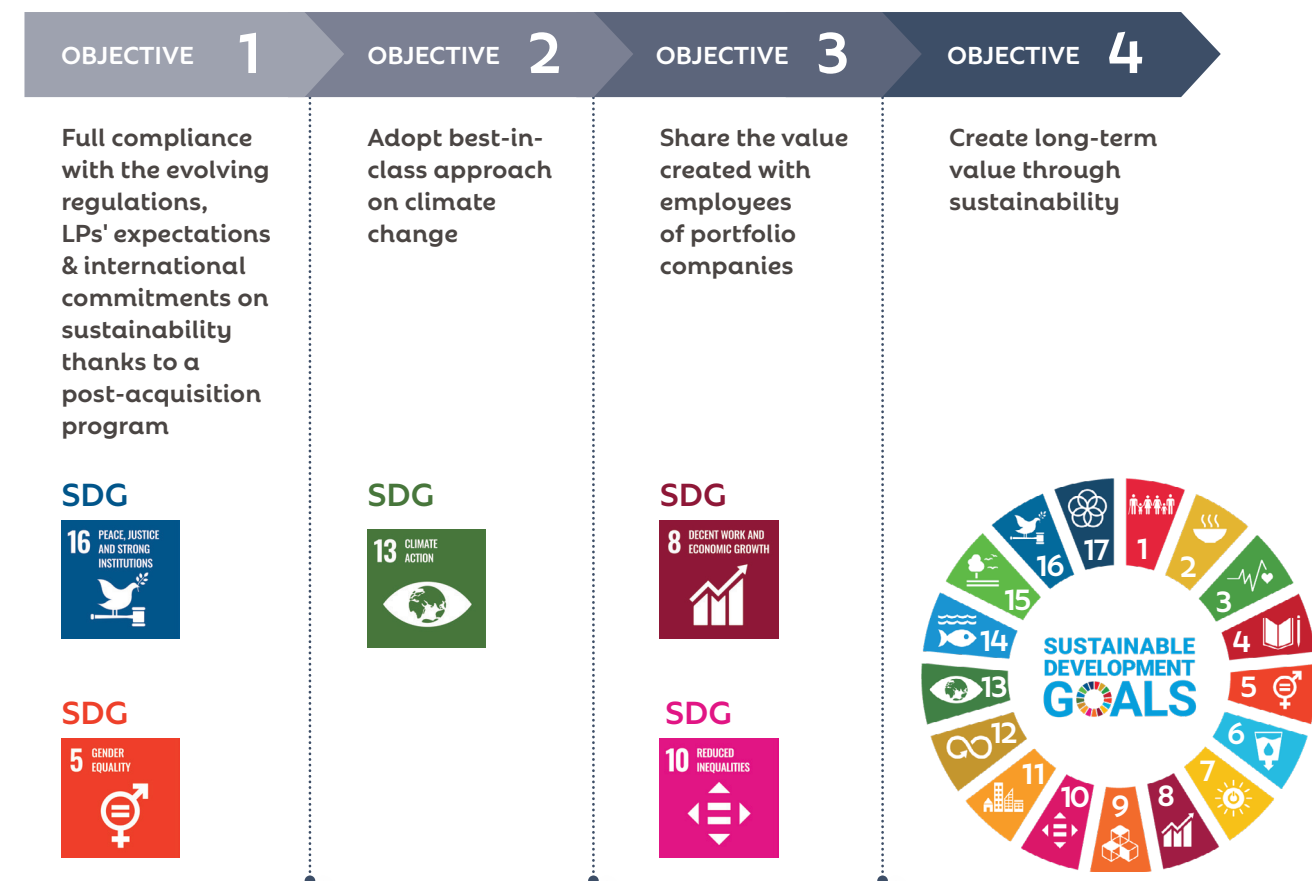 OBJECTIVE 1
Full compliance
with the evolving
regulations,
LPs' expectations
& international
commitments on
sustainability
thanks to a
post-acquisition
program
SDG
16 PEACE, JUSTICE
AND STRONG
INSTITUTIONS
SDG
5 GENDER
EQUALITY
OBJECTIVE 2
Adopt best-in-
class approach
on climate
change
SDG
13 CLIMATE
ACTION
OBJECTIVE 3
Share the value
created with
employees
of portfolio
companies
SDG
8 DECENT WORK AND
ECONOMIC GROWTH
SDG
10 REDUCED
INEQUALITIES
OBJECTIVE 4
Create long-term
value through
sustainability
SUSTAINABLE
DEVELOPMENT
GOALS
1
2
3
4
5
6
7
8
9
10
11
12
13
14
15
16
17